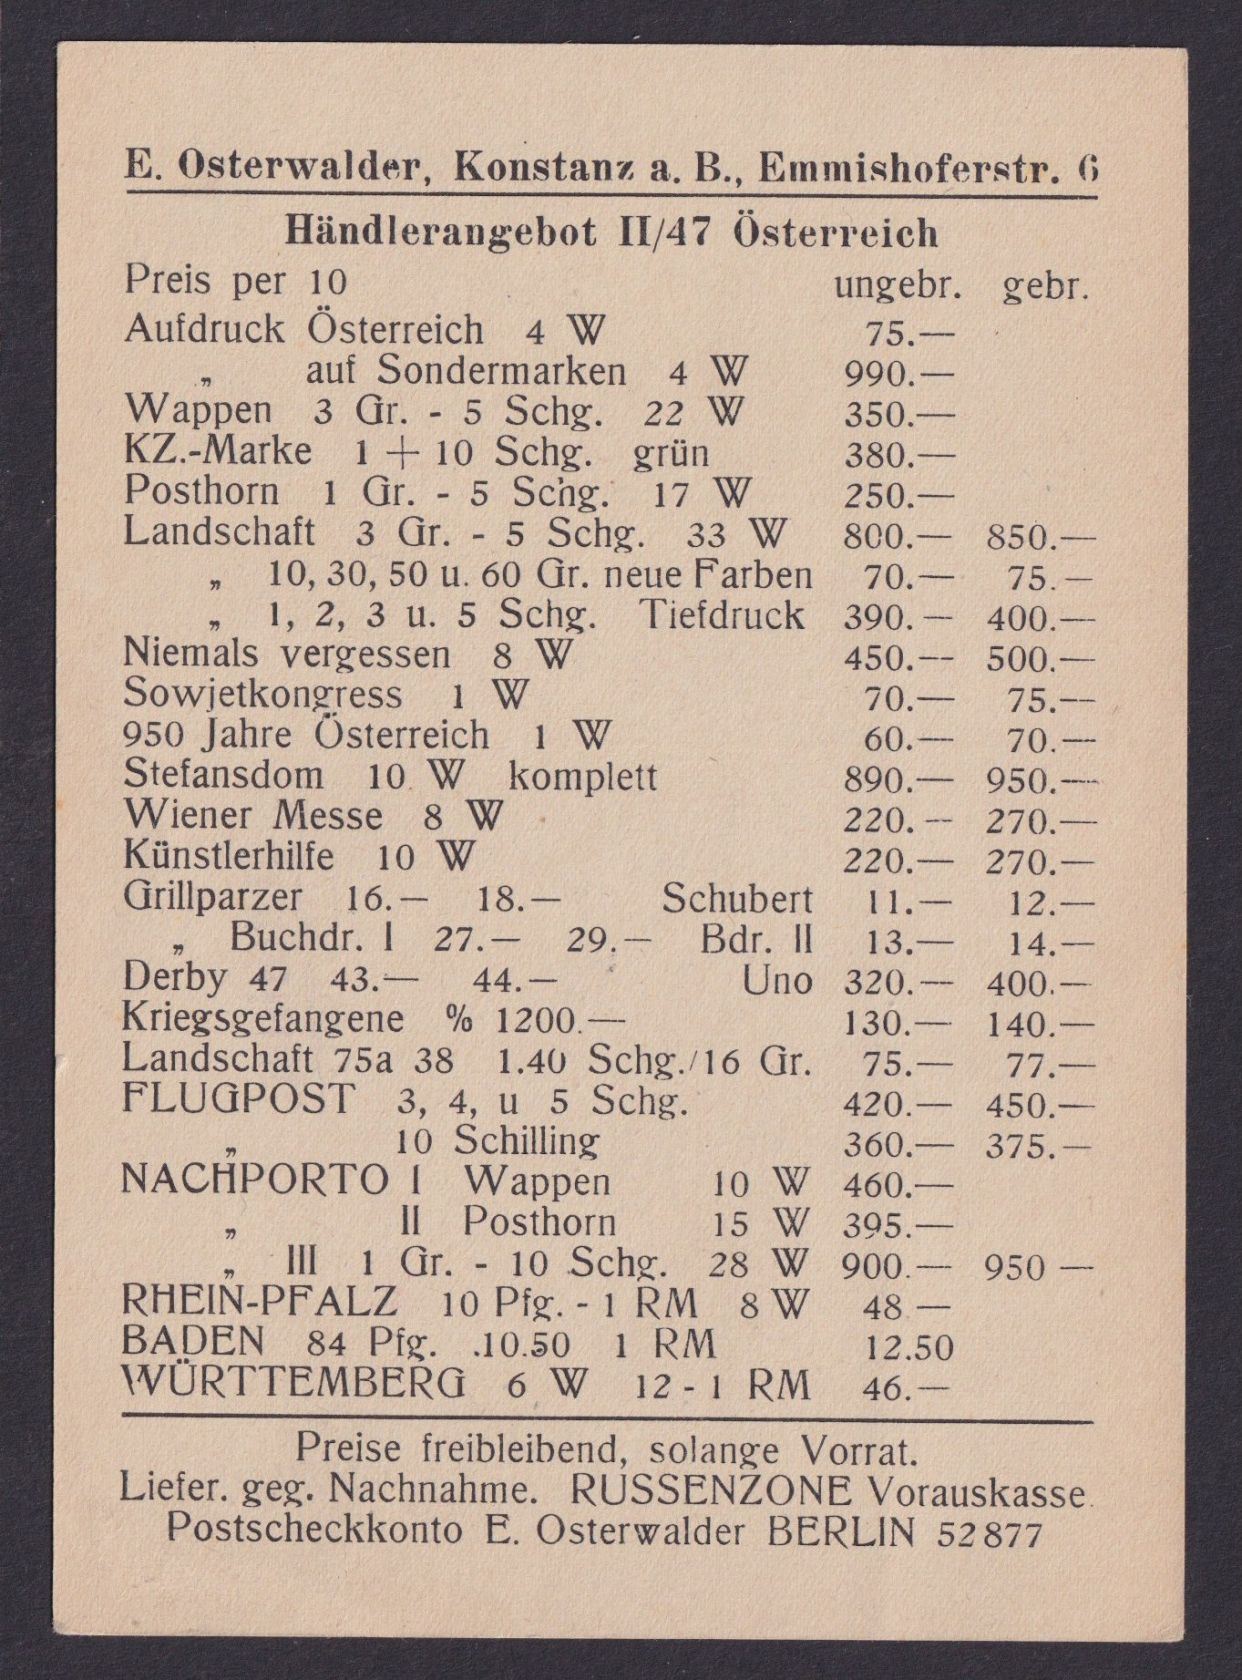 E. Osterwalder, Konstanz a. B., Emmishoferstr. 6
Händlerangebot II/47 Österreich
Preis per 10 ungebr. gebr.
Aufdruck Österreich 4 W 75.—
„ auf Sondermarken 4 W 990.—
Wappen 3 Gr. - 5 Schg. 22 W 350.—
KZ.-Marke 1 + 10 Schg. grün 380.—
Posthorn 1 Gr. - 5 Schg. 17 W 250.—
Landschaft 3 Gr. - 5 Schg. 33 W 800.— 850.—
„ 10, 30, 50 u. 60 Gr. neue Farben 70.— 75.—
„ 1, 2, 3 u. 5 Schg. Tiefdruck 390.— 400.—
Niemals vergessen 8 W 450.-- 500.—
Sowjetkongress 1 W 70.— 75.--
950 Jahre Österreich 1 W 60.— 70.—
Stefansdom 10 W komplett 890.— 950.—
Wiener Messe 8 W 220.-- 270.—
Künstlerhilfe 10 W 220.— 270.—
Grillparzer 16.— 18.— Schubert 11.— 12.—
„ Buchdr. I 27.— 29.— Bdr. II 13.— 14.—
Derby 47 43.— 44.— Uno 320.— 400.—
Kriegsgefangene % 1200.— 130.— 140.—
Landschaft 75a 38 1.40 Schg./16 Gr. 75.— 77.—
FLUGPOST 3, 4, u 5 Schg. 420.— 450.—
„ 10 Schilling 360.— 375.—
NACHPORTO I Wappen 10 W 460.—
„ II Posthorn 15 W 395.—
„ III 1 Gr. - 10 Schg. 28 W 900.— 950 —
RHEIN-PFALZ 10 Pfg. - 1 RM 8 W 48 —
BADEN 84 Pfg. .10.50 1 RM 12.50
WÜRTTEMBERG 6 W 12 - 1 RM 46.—
Preise freibleibend, solange Vorrat.
Liefer. geg. Nachnahme. RUSSENZONE Vorauskasse.
Postscheckkonto E. Osterwalder BERLIN 52877